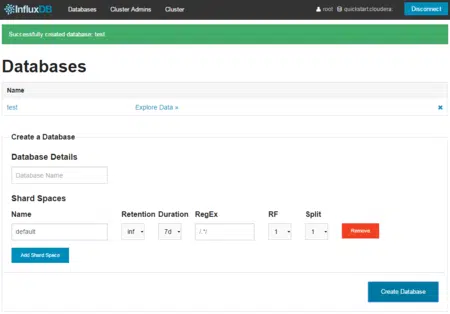 InfluxDB Databases Cluster Admins Cluster root quickstart.cloudera: Disconnect
Successfully created database: test
Databases
Name
test Explore Data »
Create a Database
Database Details
Database Name
Shard Spaces
Name Retention Duration RegEx RF Split
default inf 7d /.*/ 1 1 Remove
Add Shard Space
Create Database